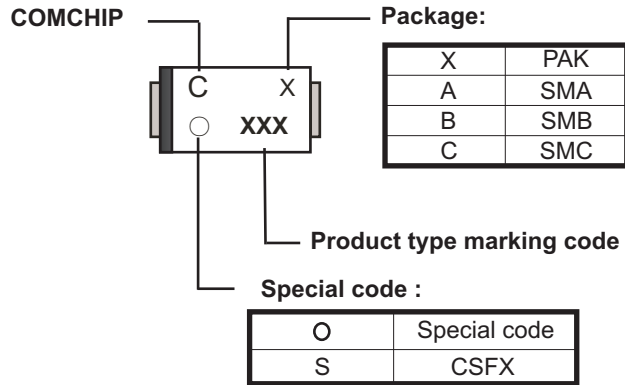 COMCHIP
Package:
C X
○ XXX
X PAK
A SMA
B SMB
C SMC
Product type marking code
Special code :
○ Special code
S CSFX